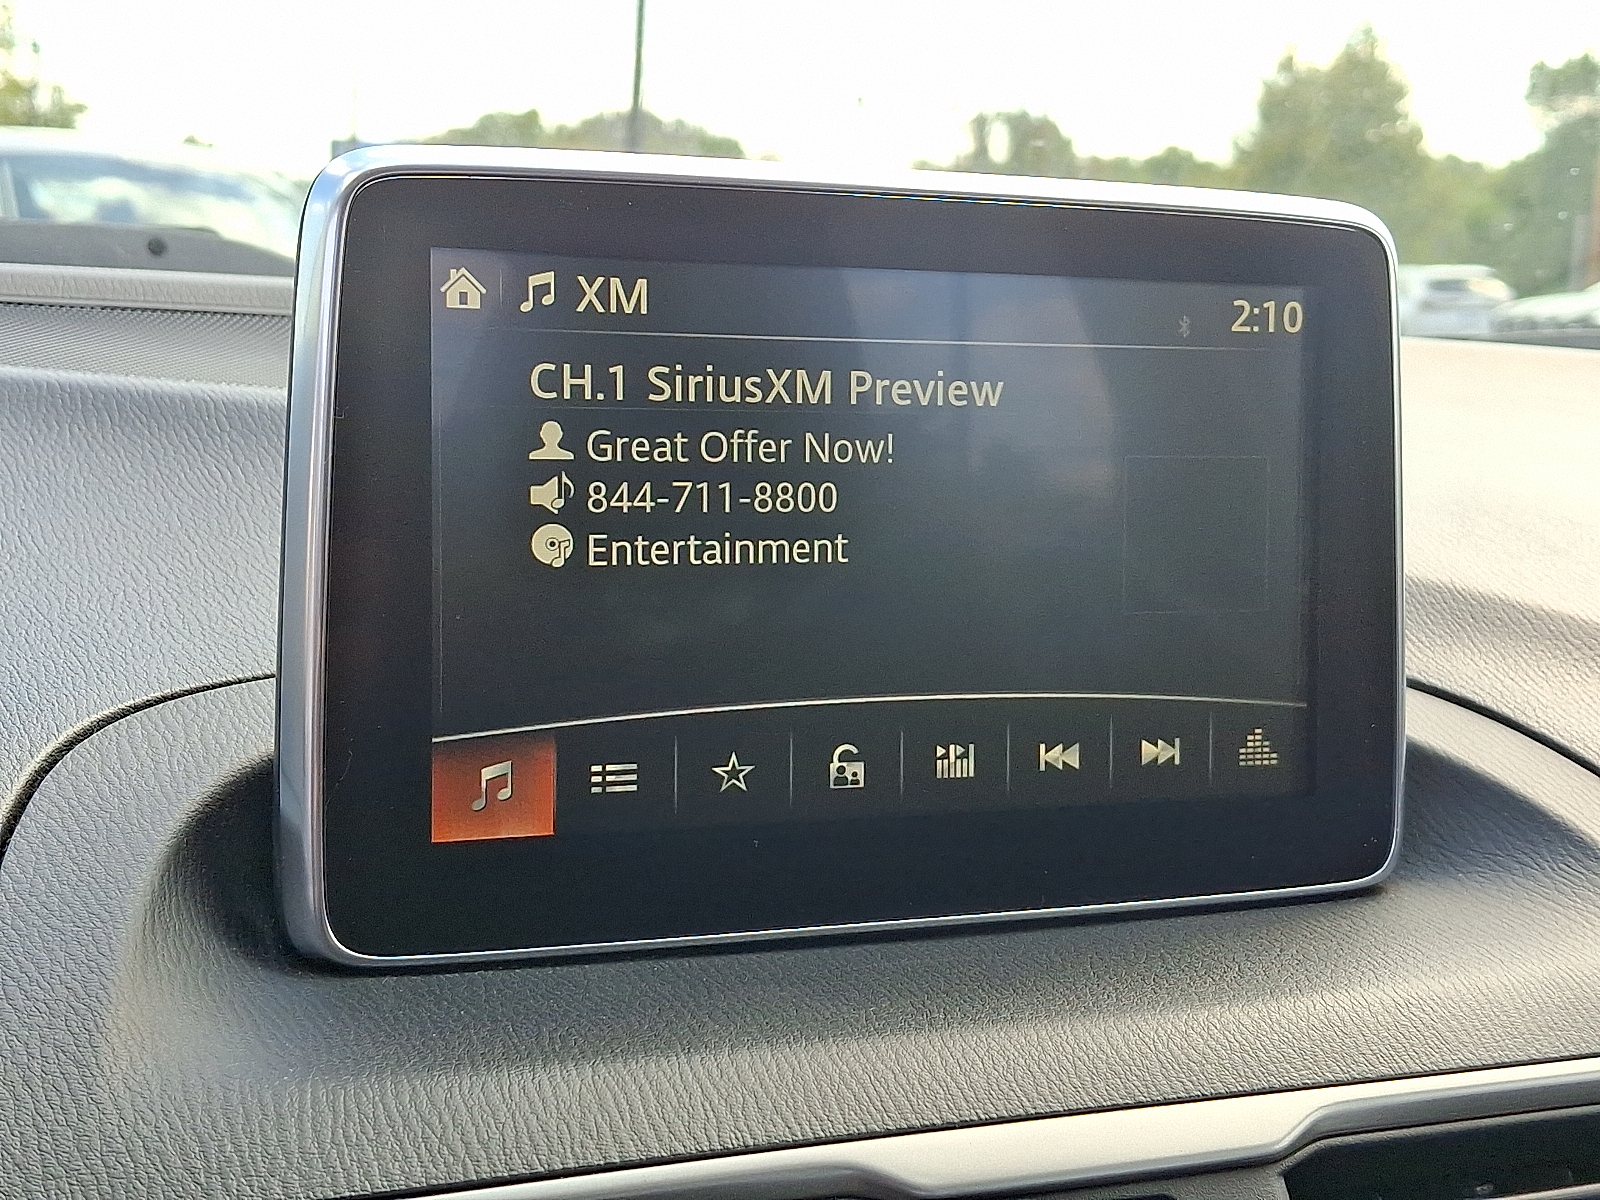 XM
2:10
CH.1 SiriusXM Preview
Great Offer Now!
844-711-8800
Entertainment